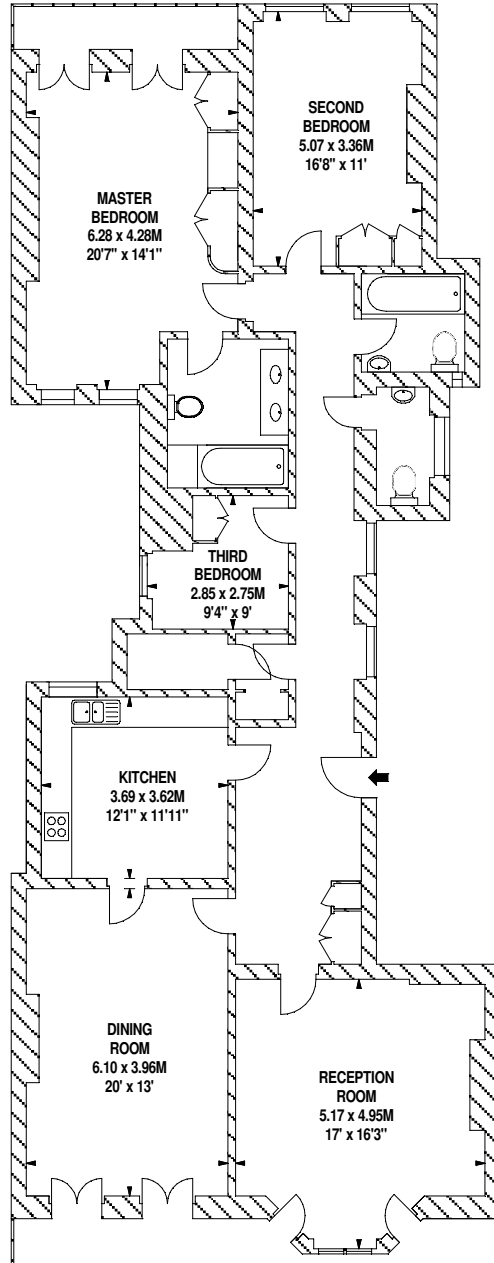 SECOND
BEDROOM
5.07 x 3.36M
16'8" x 11'
MASTER
BEDROOM
6.28 x 4.28M
20'7" x 14'1"
THIRD
BEDROOM
2.85 x 2.75M
9'4" x 9'
KITCHEN
3.69 x 3.62M
12'1" x 11'11"
DINING
ROOM
6.10 x 3.96M
20' x 13'
RECEPTION
ROOM
5.17 x 4.95M
17' x 16'3"